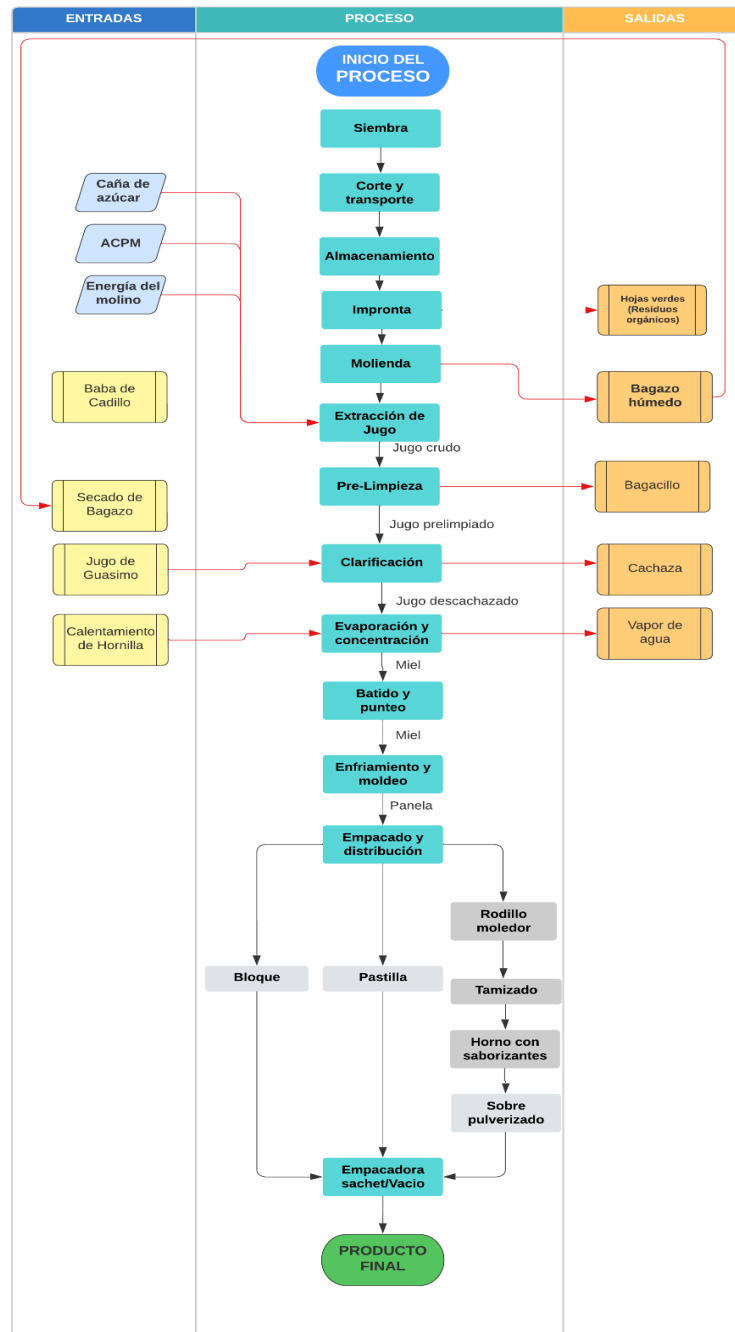 ENTRADAS
PROCESO
SALIDAS
INICIO DEL
PROCESO
Siembra
Caña de
azúcar
Corte y
transporte
ACPM
Almacenamiento
Energía del
molino
Impronta
Hojas verdes
(Residuos
orgánicos)
Molienda
Baba de
Cadillo
Bagazo
húmedo
Extracción de
Jugo
Jugo crudo
Secado de
Bagazo
Pre-Limpieza
Bagacillo
Jugo prelimpiado
Jugo de
Guasimo
Clarificación
Cachaza
Jugo descachazado
Calentamiento
de Hornilla
Evaporación y
concentración
Vapor de
agua
Miel
Batido y
punteo
Miel
Enfriamiento y
moldeo
Panela
Empacado y
distribución
Rodillo
moledor
Bloque
Pastilla
Tamizado
Horno con
saborizantes
Sobre
pulverizado
Empacadora
sachet/Vacio
PRODUCTO
FINAL